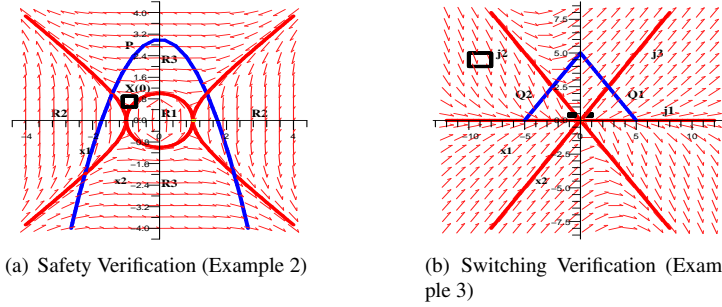 4.0
P
3.2
2.4
R3
1.6
X(0)
0.8
R2
R1
R2
-4
-2
0
2
4
x1
-0.8
-1.6
x2
R3
-2.4
-3.2
-4.0
(a) Safety Verification (Example 2)
7.5
j2
j3
5.0
Q2
2.5
Q1
j1
-10
-5
0
5
10
x1
-2.5
x2
-5.0
-7.5
(b) Switching Verification (Exam-
ple 3)